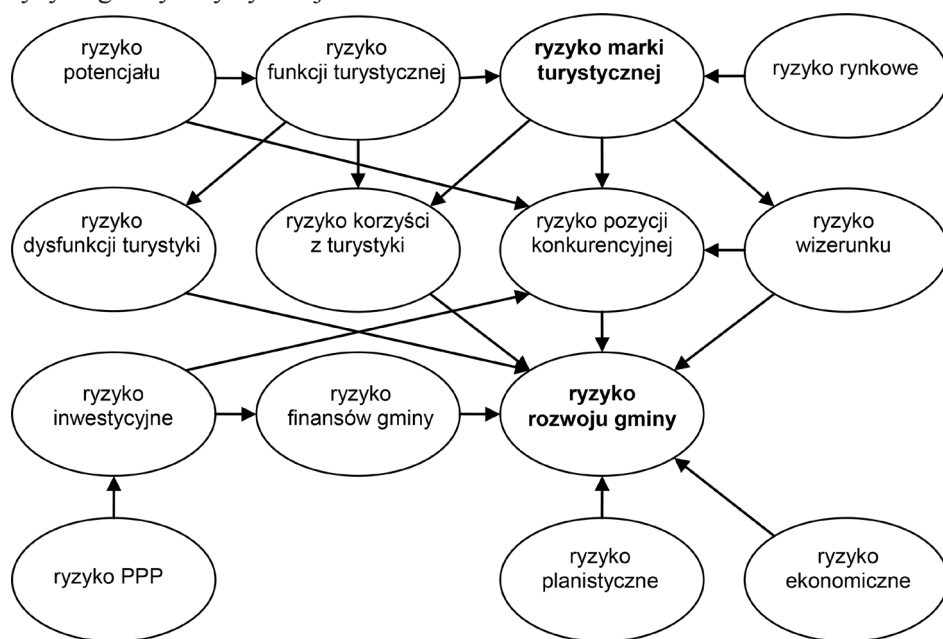 ryzyko
potencjału
ryzyko
funkcji turystycznej
ryzyko marki
turystycznej
ryzyko rynkowe
ryzyko
dysfunkcji turystyki
ryzyko korzyści
z turystyki
ryzyko pozycji
konkurencyjnej
ryzyko
wizerunku
ryzyko
inwestycyjne
ryzyko
finansów gminy
ryzyko
rozwoju gminy
ryzyko PPP
ryzyko
planistyczne
ryzyko
ekonomiczne